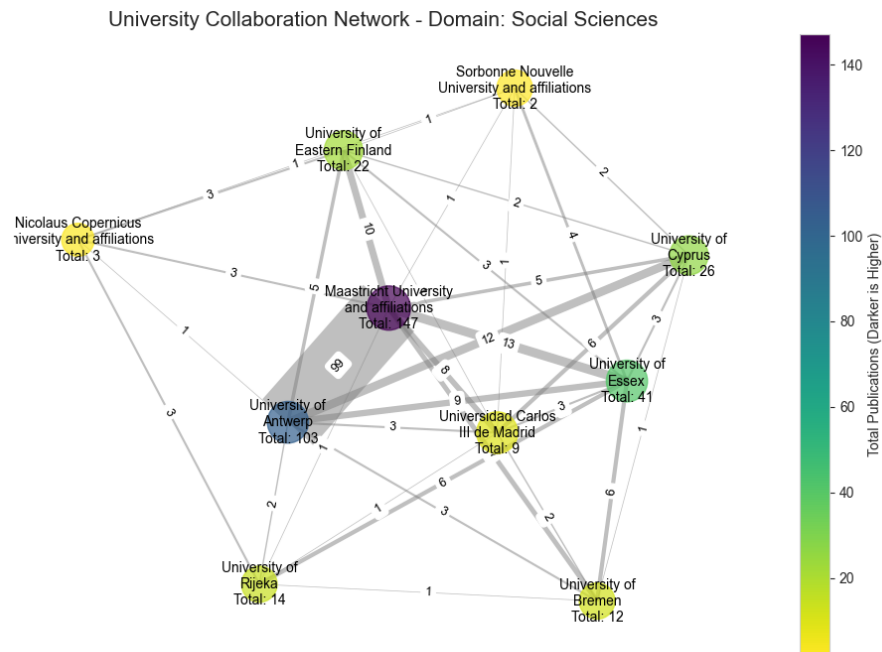 University Collaboration Network - Domain: Social Sciences
Sorbonne Nouvelle
University and affiliations
Total: 2
University of
Eastern Finland
Total: 22
Nicolaus Copernicus
niversity and affiliations
Total: 3
University of
Cyprus
Total: 26
Maastricht University
and affiliations
Total: 147
University of
Essex
Total: 41
University of
Antwerp
Total: 103
Universidad Carlos
III de Madrid
Total: 9
University of
Rijeka
Total: 14
University of
Bremen
Total: 12
1
1
3
2
1
2
4
10
3
5
3
1
5
3
12
13
6
1
99
8
9
3
3
3
1
1
6
1
3
2
6
2
1
140
120
100
80
60
40
20
Total Publications (Darker is Higher)